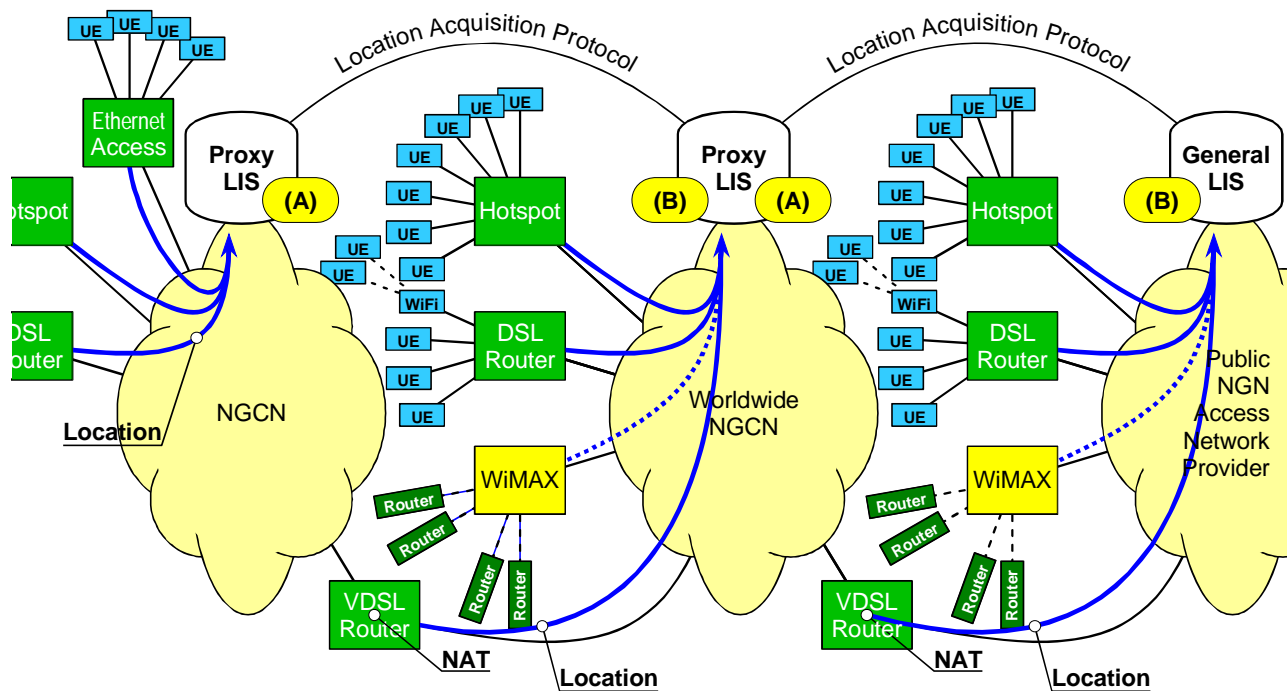 Location Acquisition Protocol
Location Acquisition Protocol
UE
UE
UE
UE
Ethernet
Access
Proxy
LIS
(A)
otspot
DSL
outer
NGCN
Location
UE
UE
UE
UE
UE
UE
UE
Hotspot
UE
UE
WiFi
UE
UE
UE
DSL
Router
Proxy
LIS
(B)
(A)
Worldwide
NGCN
WiMAX
Router
Router
Router
Router
VDSL
Router
NAT
Location
UE
UE
UE
UE
UE
UE
UE
Hotspot
UE
UE
WiFi
UE
UE
UE
DSL
Router
General
LIS
(B)
Public
NGN
Access
Network
Provider
WiMAX
Router
Router
Router
Router
VDSL
Router
NAT
Location